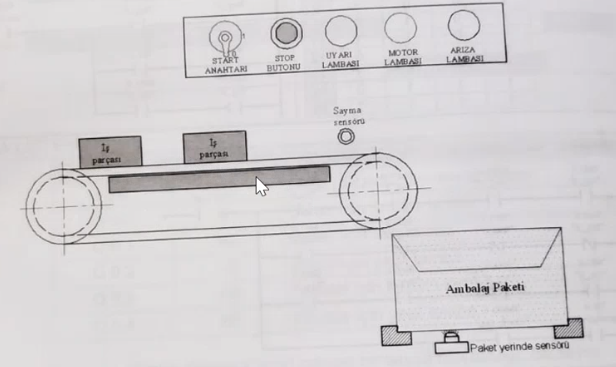 START
ANAHTARI
STOP
BUTONU
UYARI
LAMBASI
MOTOR
LAMBASI
ARIZA
LAMBASI
Sayma
sensörü
İş
parçası
İş
parçası
Ambalaj Paketi
Paket yerinde sensörü